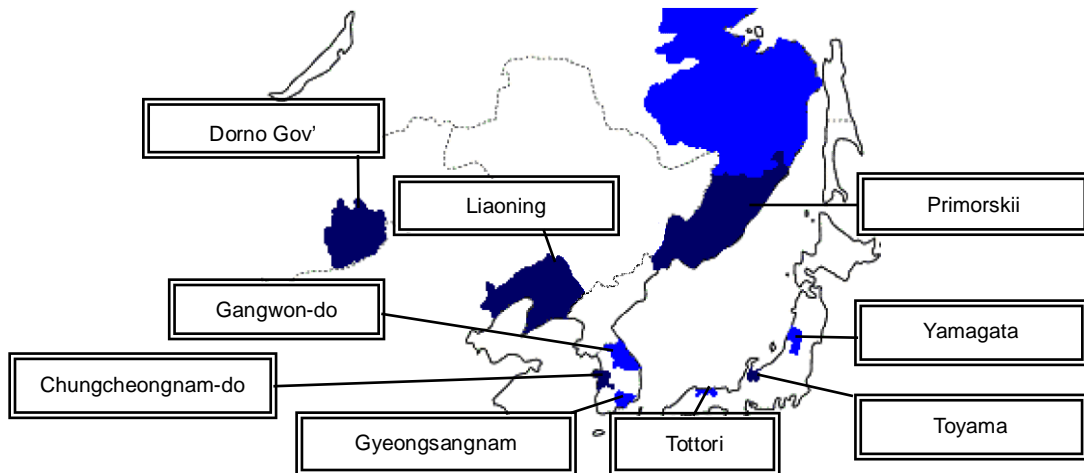 Dorno Gov’
Liaoning
Primorskii
Gangwon-do
Yamagata
Chungcheongnam-do
Toyama
Gyeongsangnam
Tottori